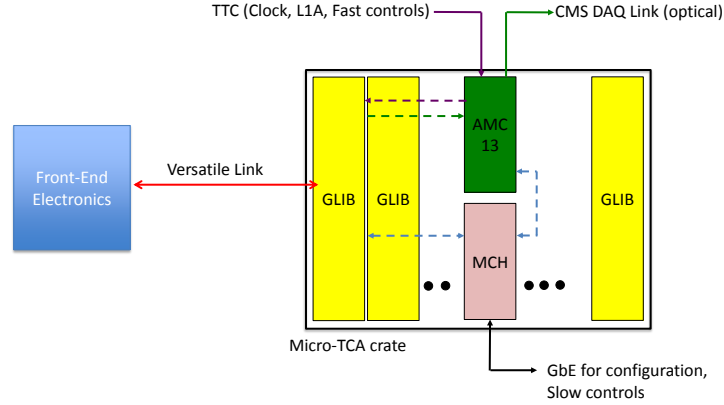 TTC (Clock, L1A, Fast controls)
CMS DAQ Link (optical)
AMC
13
Front-End
Electronics
Versatile Link
GLIB
GLIB
GLIB
MCH
Micro-TCA crate
GbE for configuration,
Slow controls